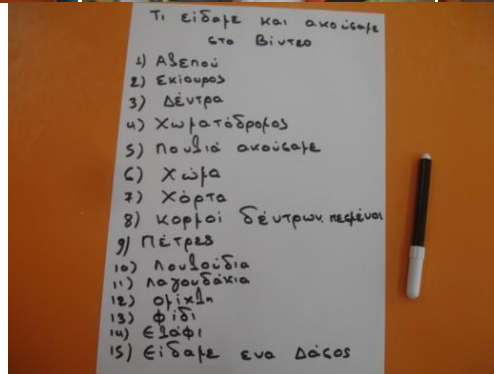 Τι είδαμε και ακούσαμε
στο Βίντεο
1) Αλεπού
2) Σκίουρος
3) Δέντρα
4) Χωματόδρομος
5) Πουλιά ακούσαμε
6) Χώμα
7) Χόρτα
8) Κορμοί δέντρων πεσμένοι
9) Πέτρες
10) Λουλούδια
11) Λαγουδάκια
12) Ομίχλη
13) Φίδι
14) Ελάφι
15) Είδαμε ενα Δάσος